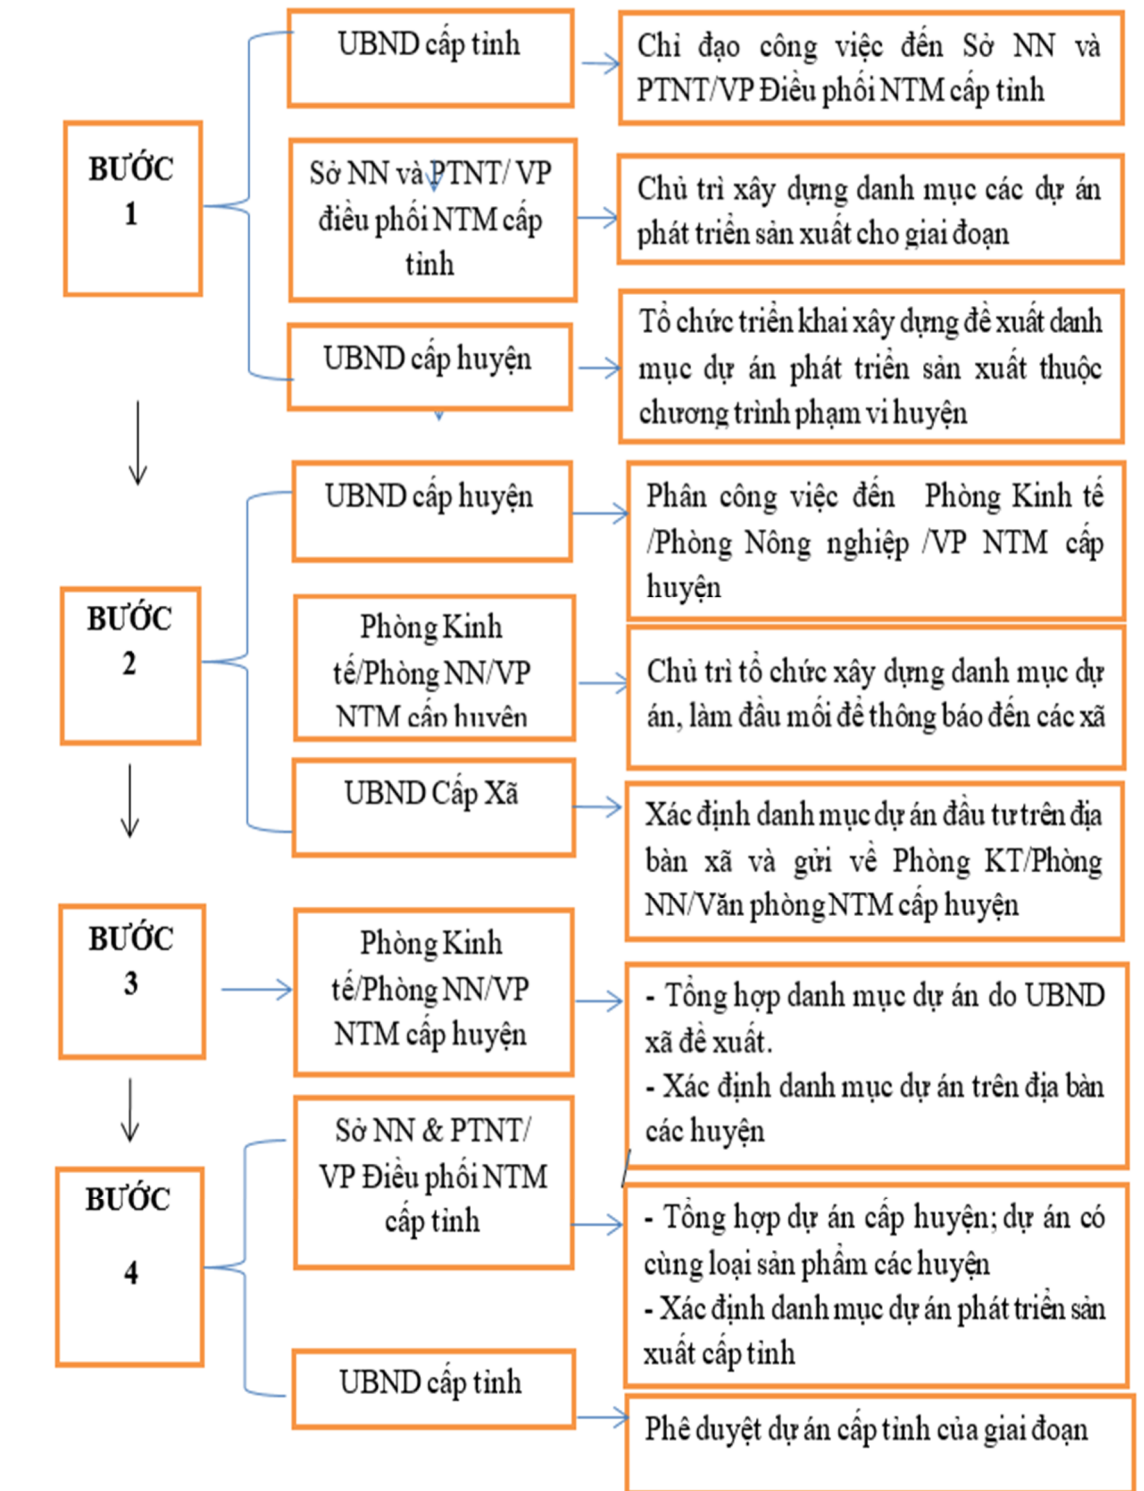 BƯỚC
1
UBND cấp tỉnh
Chỉ đạo công việc đến Sở NN và
PTNT/VP Điều phối NTM cấp tỉnh
Sở NN và PTNT/ VP
điều phối NTM cấp
tỉnh
Chủ trì xây dựng danh mục các dự án
phát triển sản xuất cho giai đoạn
UBND cấp huyện
Tổ chức triển khai xây dựng đề xuất danh
mục dự án phát triển sản xuất thuộc
chương trình phạm vi huyện
BƯỚC
2
UBND cấp huyện
Phân công việc đến Phòng Kinh tế
/Phòng Nông nghiệp /VP NTM cấp
huyện
Phòng Kinh
tế/Phòng NN/VP
NTM cấp huyện
Chủ trì tổ chức xây dựng danh mục dự
án, làm đầu mối để thông báo đến các xã
UBND Cấp Xã
Xác định danh mục dự án đầu tư trên địa
bàn xã và gửi về Phòng KT/Phòng
NN/Văn phòng NTM cấp huyện
BƯỚC
3
Phòng Kinh
tế/Phòng NN/VP
NTM cấp huyện
- Tổng hợp danh mục dự án do UBND
xã đề xuất.
- Xác định danh mục dự án trên địa bàn
các huyện
BƯỚC
4
Sở NN & PTNT/
VP Điều phối NTM
cấp tỉnh
- Tổng hợp dự án cấp huyện; dự án có
cùng loại sản phẩm các huyện
- Xác định danh mục dự án phát triển sản
xuất cấp tỉnh
UBND cấp tỉnh
Phê duyệt dự án cấp tỉnh của giai đoạn